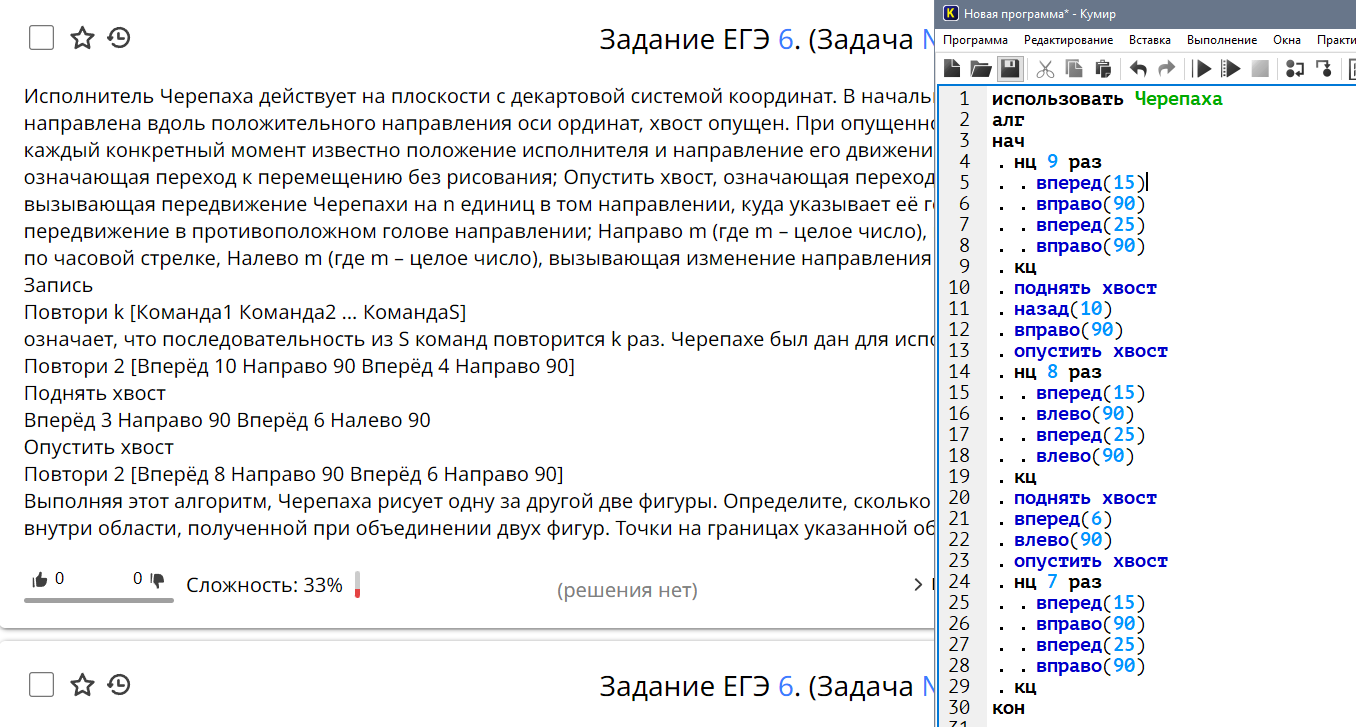 Задание ЕГЭ 6. (Задача
Исполнитель Черепаха действует на плоскости с декартовой системой координат. В
направлена вдоль положительного направления оси ординат, хвост опущен. При
каждый конкретный момент известно положение исполнителя и направление его
означающая переход к перемещению без рисования; Опустить хвост, означающая переход
вызывающая передвижение Черепахи на n единиц в том направлении, куда указывает её
передвижение в противоположном голове направлении; Направо m (где m – целое число),
по часовой стрелке, Налево m (где m – целое число), вызывающая изменение направления
Запись
Повтори k [Команда1 Команда2 … КомандаS]
означает, что последовательность из S команд повторится k раз. Черепахе был дан для
Повтори 2 [Вперёд 10 Направо 90 Вперёд 4 Направо 90]
Поднять хвост
Вперёд 3 Направо 90 Вперёд 6 Налево 90
Опустить хвост
Повтори 2 [Вперёд 8 Направо 90 Вперёд 6 Направо 90]
Выполняя этот алгоритм, Черепаха рисует одну за другой две фигуры. Определите, сколько
внутри области, полученной при объединении двух фигур. Точки на границах указанной
0 0 Сложность: 33% (решения нет)
Задание ЕГЭ 6. (Задача
Новая программа* - Кумир
Программа Редактирование Вставка Выполнение Окна
1 использовать Черепаха
2 алг
3 нач
4 . нц 9 раз
5 . . вперед(15)
6 . . вправо(90)
7 . . вперед(25)
8 . . вправо(90)
9 . кц
10 . поднять хвост
11 . назад(10)
12 . вправо(90)
13 . опустить хвост
14 . нц 8 раз
15 . . вперед(15)
16 . . влево(90)
17 . . вперед(25)
18 . . влево(90)
19 . кц
20 . поднять хвост
21 . вперед(6)
22 . влево(90)
23 . опустить хвост
24 . нц 7 раз
25 . . вперед(15)
26 . . вправо(90)
27 . . вперед(25)
28 . . вправо(90)
29 . кц
30 кон